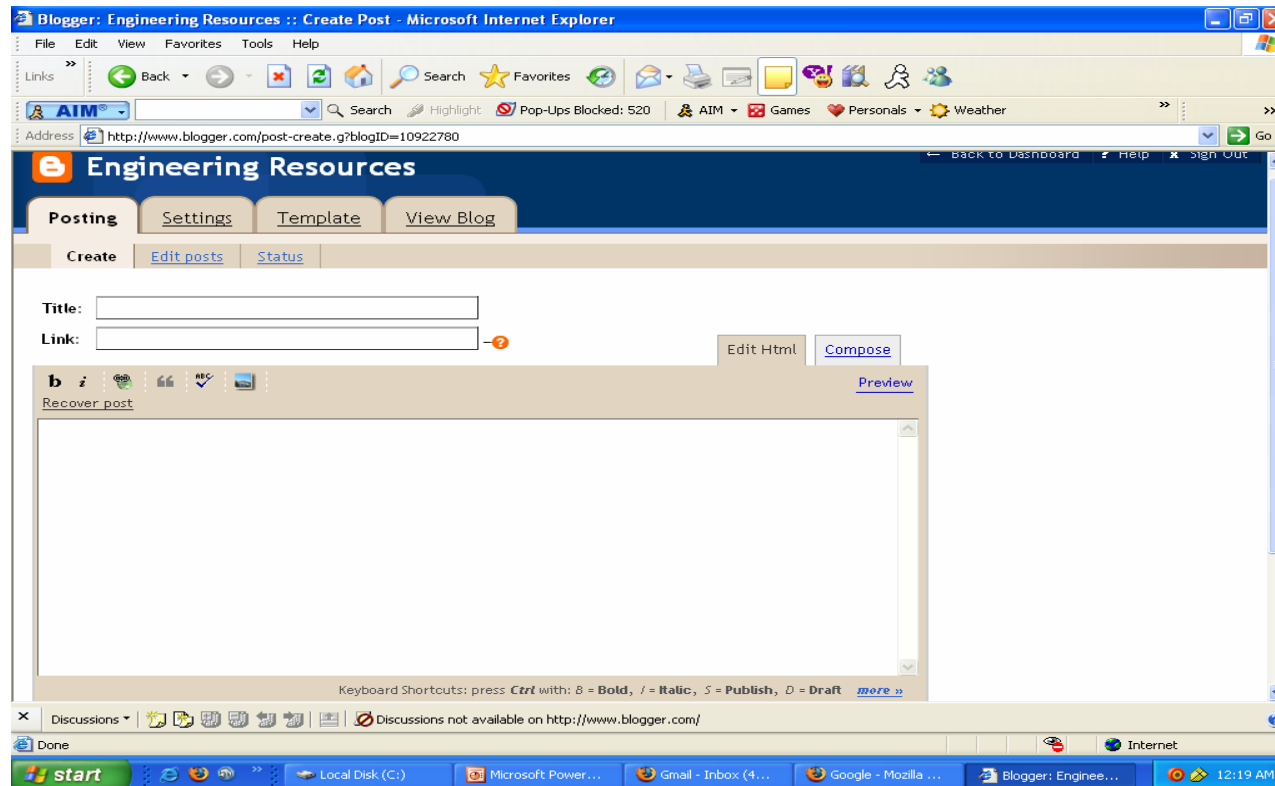 Blogger: Engineering Resources :: Create Post - Microsoft Internet Explorer
File Edit View Favorites Tools Help
Links » Back Search Favorites
AIM® Search Highlight Pop-Ups Blocked: 520 AIM Games Personals Weather » »
Address http://www.blogger.com/post-create.g?blogID=10922780 Go
← Back to Dashboard ? Help x Sign Out
Engineering Resources
Posting Settings Template View Blog
Create Edit posts Status
Title:
Link: – ?
Edit Html Compose
b i ABC Preview
Recover post
Keyboard Shortcuts: press Ctrl with: B = Bold, I = Italic, S = Publish, D = Draft more »
× Discussions Discussions not available on http://www.blogger.com/
Done Internet
start » Local Disk (C:) Microsoft Power... Gmail - Inbox (4... Google - Mozilla ... Blogger: Enginee... 12:19 AM